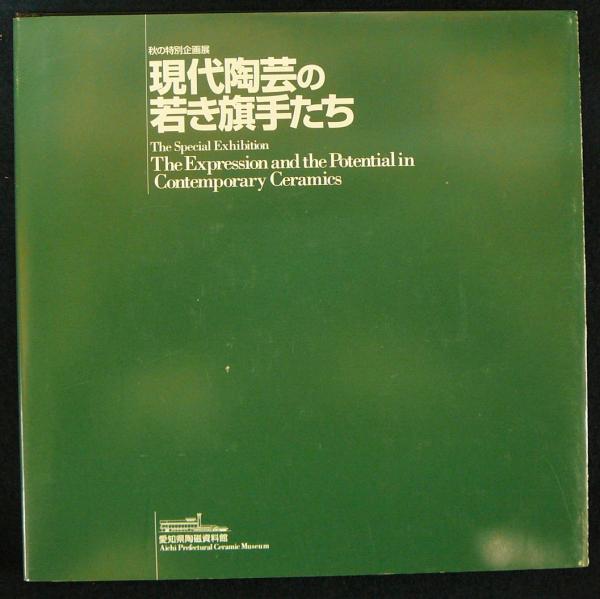 秋の特別企画展
現代陶芸の
若き旗手たち
The Special Exhibition
The Expression and the Potential in
Contemporary Ceramics
愛知県陶磁資料館
Aichi Prefectural Ceramic Museum